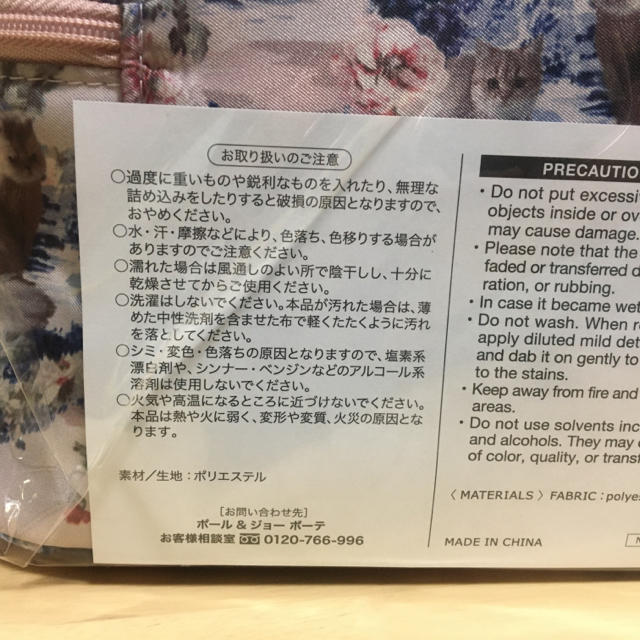 お取り扱いのご注意
○過度に重いものや鋭利なものを入れたり、無理な
詰め込みをしたりすると破損の原因となりますので、
おやめください。
○水・汗・摩擦などにより、色落ち、色移りする場合が
ありますのでご注意ください。
○濡れた場合は風通しのよい所で陰干しし、十分に
乾燥させてからご使用ください。
○洗濯はしないでください。本品が汚れた場合は、薄
めた中性洗剤を含ませた布で軽くたたくように汚れ
を落としてください。
○シミ・変色・色落ちの原因となりますので、塩素系
漂白剤や、シンナー・ベンジンなどのアルコール系
溶剤は使用しないでください。
○火気や高温になるところに近づけないでください。
本品は熱や火に弱く、変形や変質、火災の原因とな
ります。
素材/生地:ポリエステル
[お問い合わせ先]
ポール & ジョー ボーテ
お客様相談室 0120-766-996
PRECAUTIO
・Do not put excessi
objects inside or ov
may cause damage.
・Please note that the
faded or transferred d
ration, or rubbing.
・In case it became wet
・Do not wash. When
apply diluted mild det
and dab it on gently to
to the stains.
・Keep away from fire and
areas.
・Do not use solvents inc
and alcohols. They may
of color, quality, or transf
〈 MATERIALS 〉 FABRIC : polyes
MADE IN CHINA